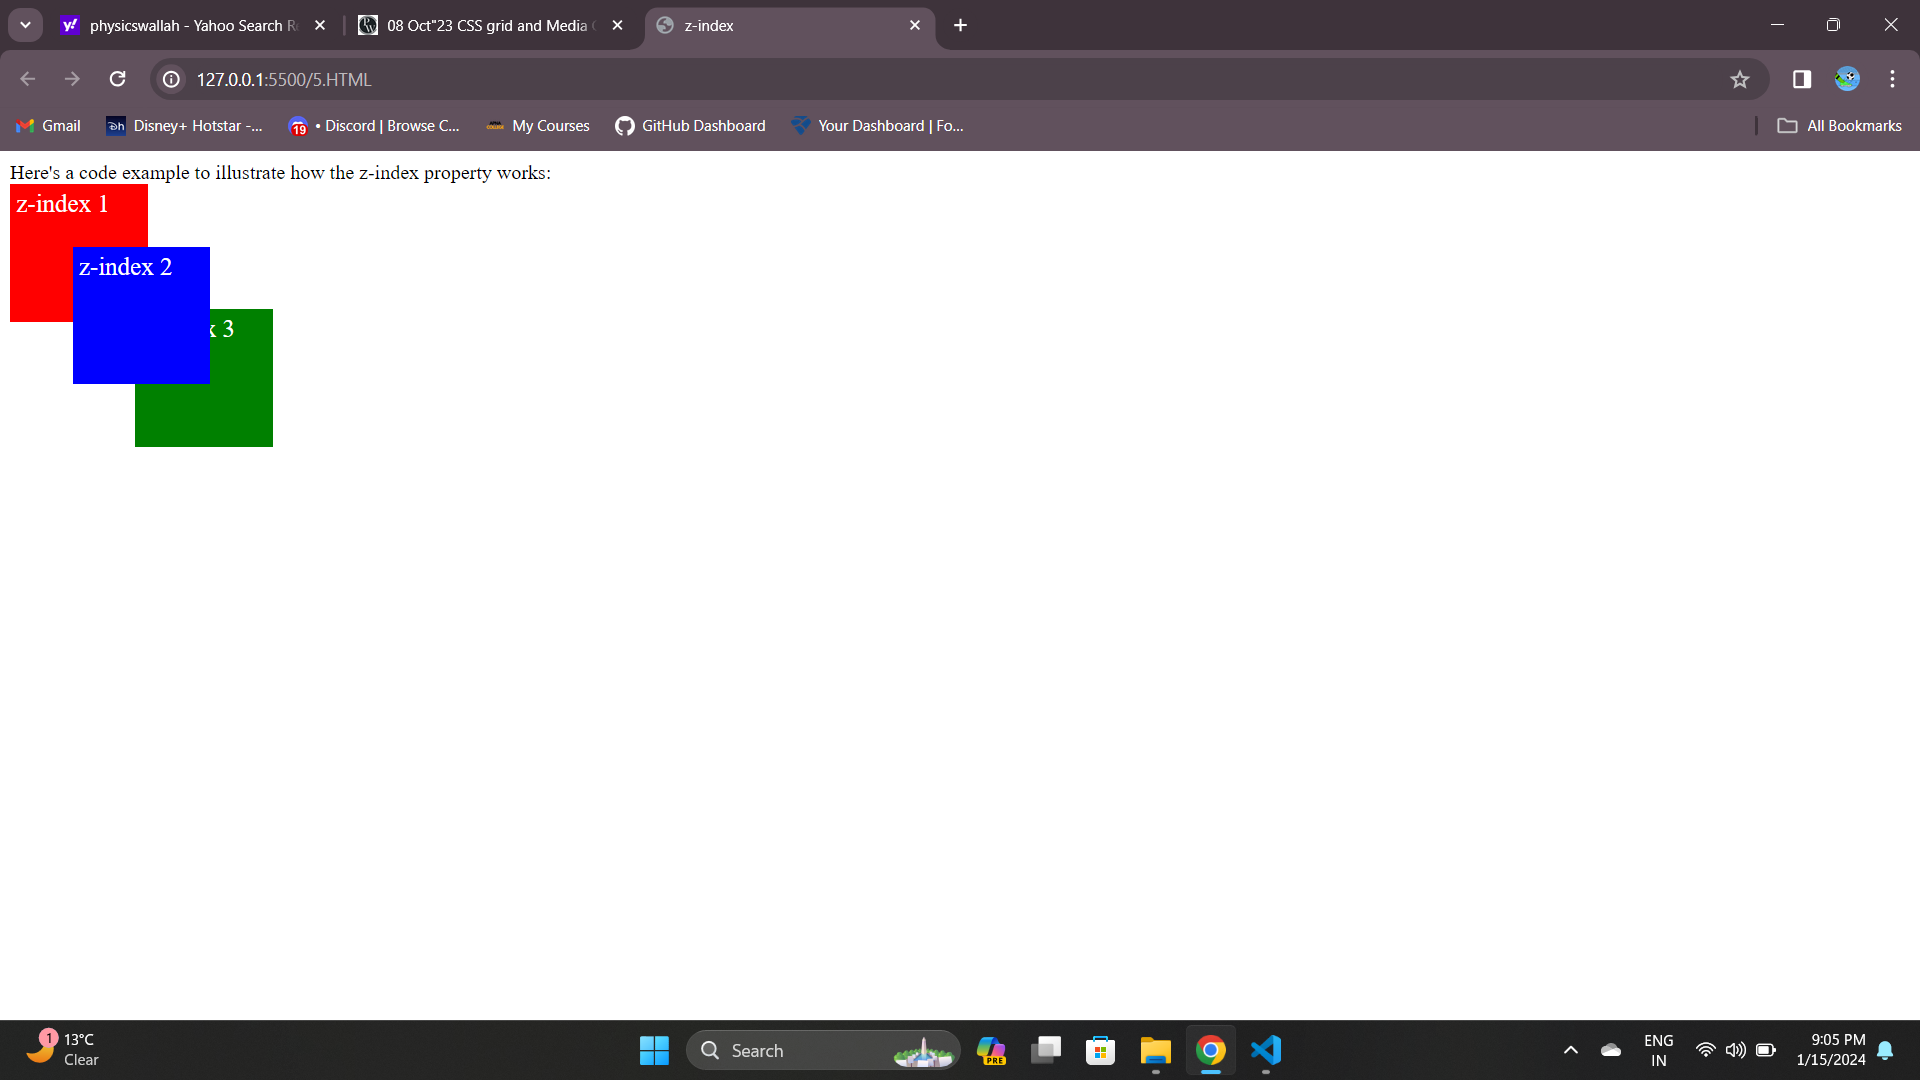 physicswallah - Yahoo Search
08 Oct"23 CSS grid and Media
z-index
127.0.0.1:5500/5.HTML
Gmail
Disney+ Hotstar -...
19
• Discord | Browse C...
My Courses
GitHub Dashboard
Your Dashboard | Fo...
All Bookmarks
Here's a code example to illustrate how the z-index property works:
z-index 1
z-index 2
x 3
1
13°C
Clear
Search
PRE
ENG
IN
9:05 PM
1/15/2024